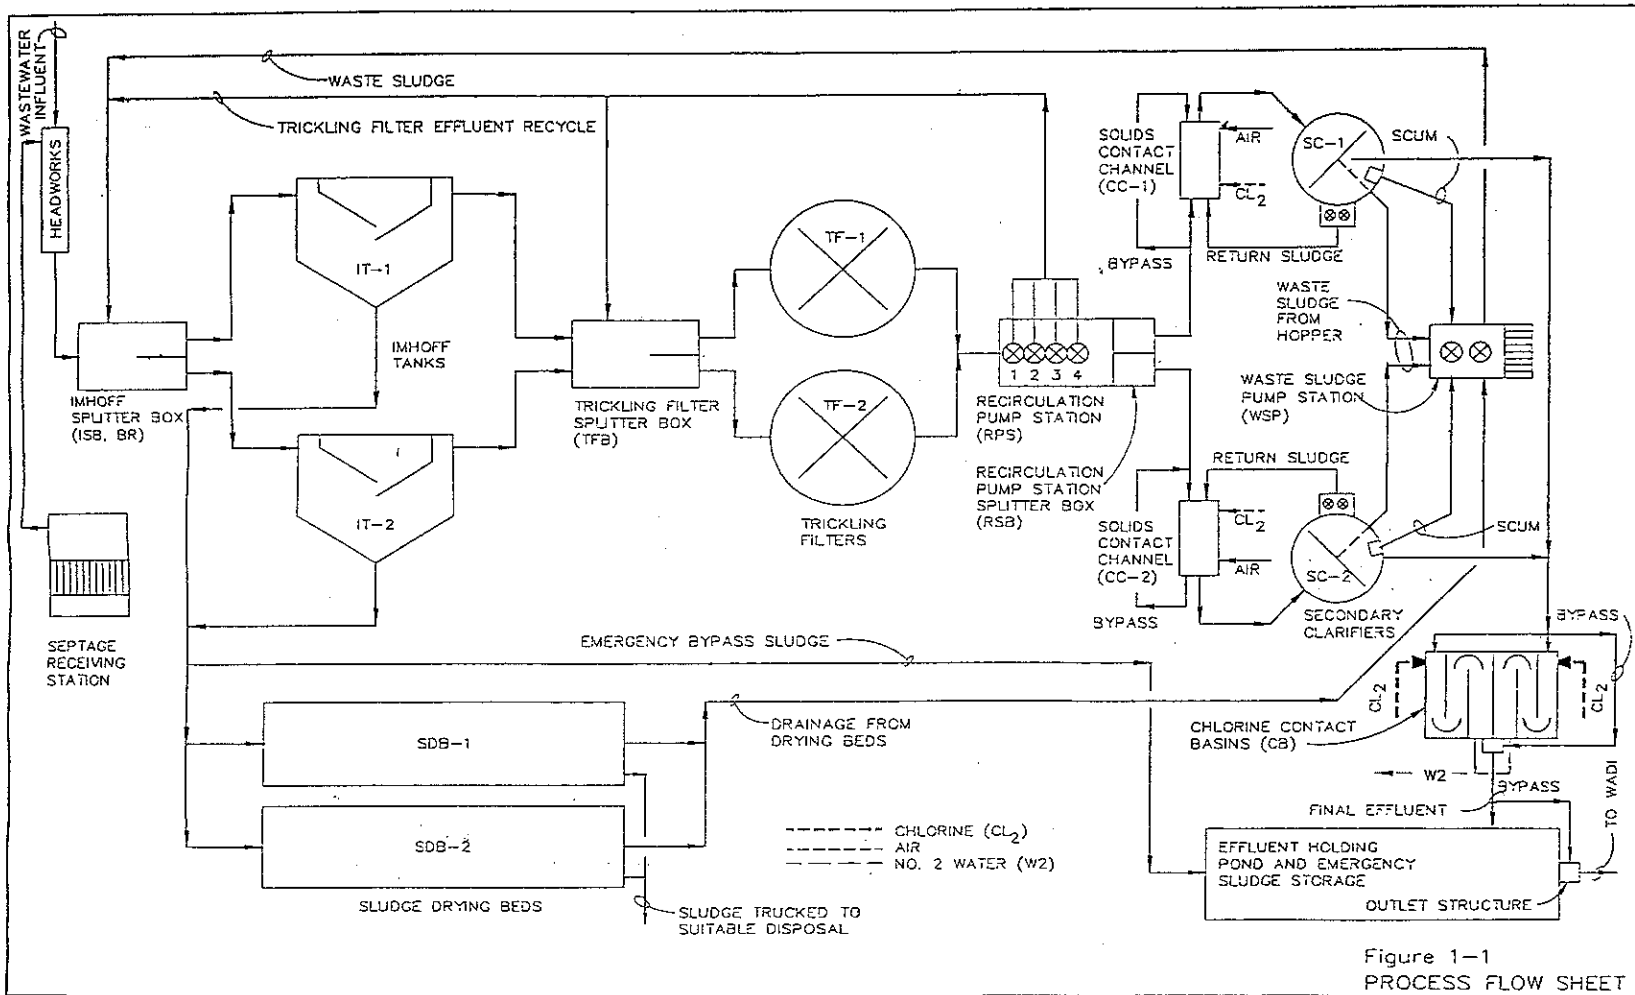 WASTEWATER
INFLUENT
HEADWORKS
WASTE SLUDGE
TRICKLING FILTER EFFLUENT RECYCLE
IT-1
IMHOFF
TANKS
IMHOFF
SPLITTER BOX
(ISB, BR)
IT-2
SEPTAGE
RECEIVING
STATION
TRICKLING FILTER
SPLITTER BOX
(TFB)
TF-1
TF-2
TRICKLING
FILTERS
1 2 3 4
RECIRCULATION
PUMP STATION
(RPS)
RECIRCULATION
PUMP STATION
SPLITTER BOX
(RSB)
SOLIDS
CONTACT
CHANNEL
(CC-1)
AIR
CL2
BYPASS
RETURN SLUDGE
SC-1
SCUM
WASTE
SLUDGE
FROM
HOPPER
WASTE SLUDGE
PUMP STATION
(WSP)
RETURN SLUDGE
SOLIDS
CONTACT
CHANNEL
(CC-2)
CL2
AIR
BYPASS
SC-2
SCUM
SECONDARY
CLARIFIERS
EMERGENCY BYPASS SLUDGE
BYPASS
CL2
CL2
CHLORINE CONTACT
BASINS (CB)
W2
BYPASS
FINAL EFFLUENT
TO WADI
DRAINAGE FROM
DRYING BEDS
SDB-1
SDB-2
SLUDGE DRYING BEDS
SLUDGE TRUCKED TO
SUITABLE DISPOSAL
CHLORINE (CL2)
AIR
NO. 2 WATER (W2)
EFFLUENT HOLDING
POND AND EMERGENCY
SLUDGE STORAGE
OUTLET STRUCTURE
Figure 1-1
PROCESS FLOW SHEET